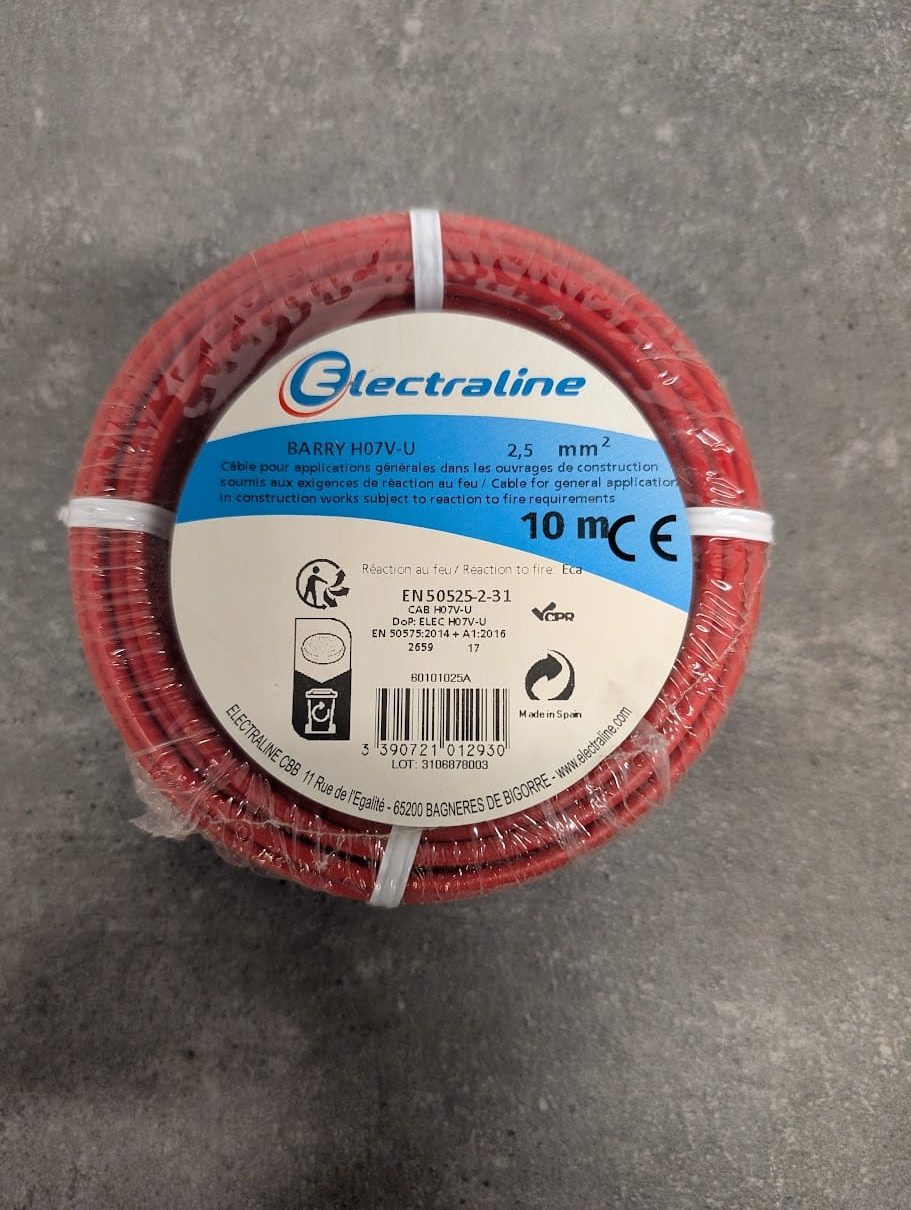 Electraline
BARRY H07V-U 2,5 mm²
Câble pour applications générales dans les ouvrages de construction
soumis aux exigences de réaction au feu / Cable for general application
in construction works subject to reaction to fire requirements
10 m CE
Réaction au feu / Reaction to fire: Eca
EN 50525-2-31
CAB H07V-U
DoP: ELEC H07V-U
CPR
EN 50575:2014 + A1:2016
2659 17
60101025A
Made in Spain
3 390721 012930
LOT: 3106878003
ELECTRALINE CBB 11 Rue de l'Egalité - 65200 BAGNERES DE BIGORRE - www.electraline.com